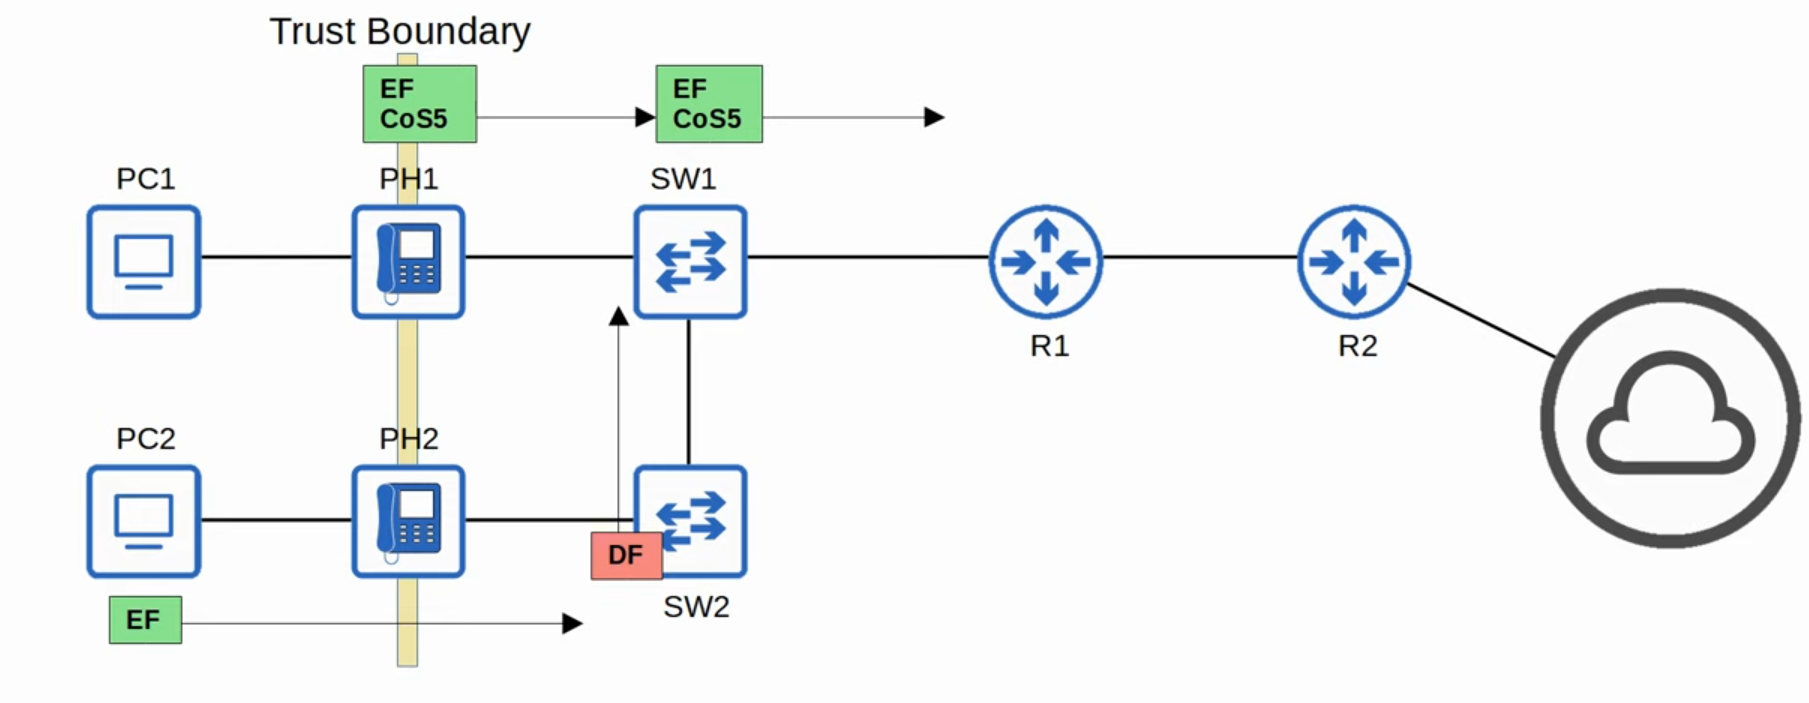 Trust Boundary
EF
CoS5
EF
CoS5
PC1
PH1
SW1
R1
R2
PC2
PH2
DF
SW2
EF